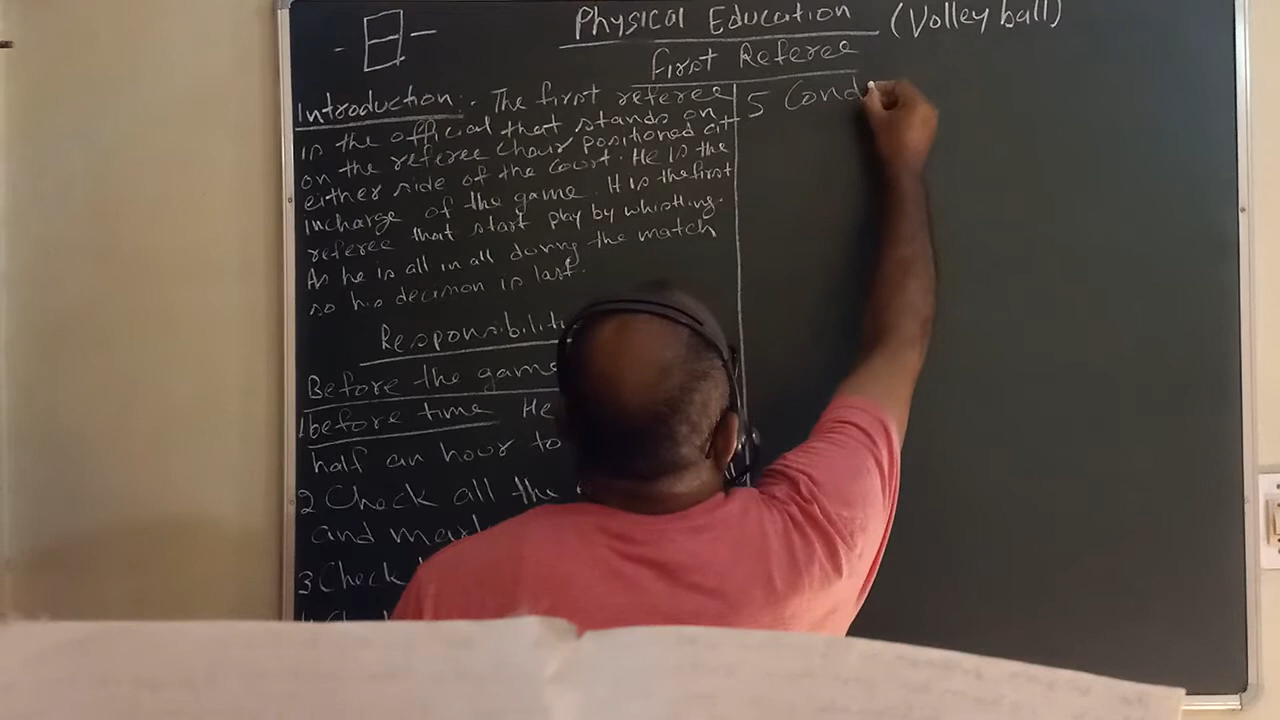 Physical Education (Volley ball)
First Referee
Introduction:- The first referee
is the official that stands on
on the referee chair positioned at
either side of the court. He is the
incharge of the game. H is the first
referee that start play by whistling.
As he is all in all during the match
so his decision is last.
Responsibiliti
Before the game
1 before time He
half an hour to
2 Check all the
and mark
3 Check
5 Cond